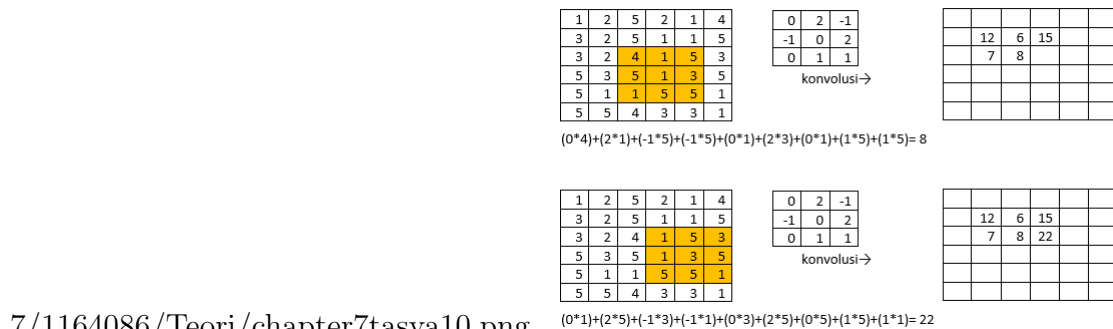 1 2 5 2 1 4
3 2 5 1 1 5
3 2 4 1 5 3
5 3 5 1 3 5
5 1 1 5 5 1
5 5 4 3 3 1
0 2 -1
-1 0 2
0 1 1
konvolusi→
12 6 15
7 8
(0*4)+(2*1)+(-1*5)+(-1*5)+(0*1)+(2*3)+(0*1)+(1*5)+(1*5)= 8
1 2 5 2 1 4
3 2 5 1 1 5
3 2 4 1 5 3
5 3 5 1 3 5
5 1 1 5 5 1
5 5 4 3 3 1
0 2 -1
-1 0 2
0 1 1
konvolusi→
12 6 15
7 8 22
7/1164086/Teori/chapter7tasya10.png
(0*1)+(2*5)+(-1*3)+(-1*1)+(0*3)+(2*5)+(0*5)+(1*5)+(1*1)= 22